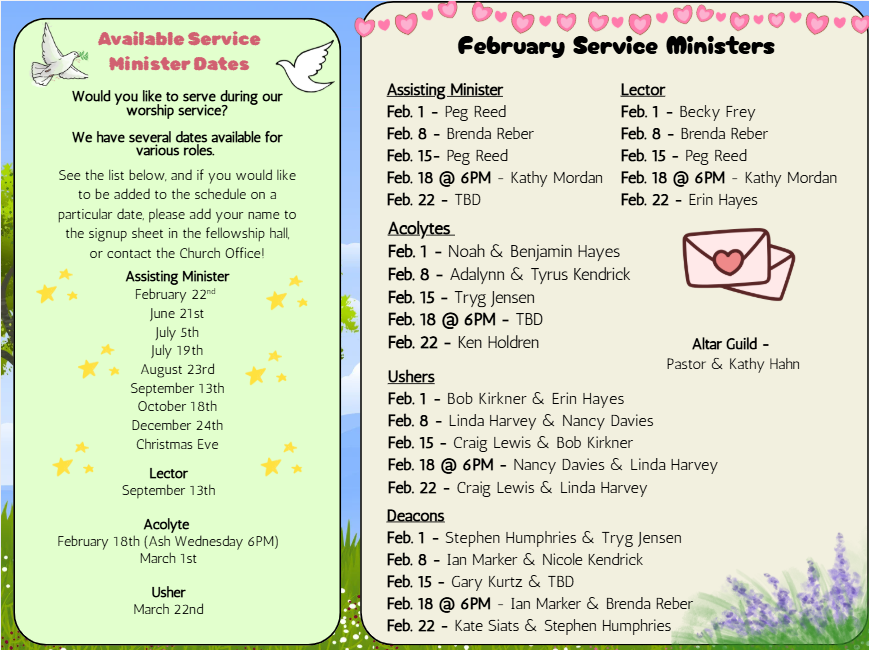 Available Service
Minister Dates
Would you like to serve during our
worship service?
We have several dates available for
various roles.
See the list below, and if you would like
to be added to the schedule on a
particular date, please add your name to
the signup sheet in the fellowship hall,
or contact the Church Office!
Assisting Minister
February 22nd
June 21st
July 5th
July 19th
August 23rd
September 13th
October 18th
December 24th
Christmas Eve
Lector
September 13th
Acolyte
February 18th (Ash Wednesday 6PM)
March 1st
Usher
March 22nd
February Service Ministers
Assisting Minister
Feb. 1 - Peg Reed
Feb. 8 - Brenda Reber
Feb. 15- Peg Reed
Feb. 18 @ 6PM - Kathy Mordan
Feb. 22 - TBD
Lector
Feb. 1 - Becky Frey
Feb. 8 - Brenda Reber
Feb. 15 - Peg Reed
Feb. 18 @ 6PM - Kathy Mordan
Feb. 22 - Erin Hayes
Acolytes
Feb. 1 - Noah & Benjamin Hayes
Feb. 8 - Adalynn & Tyrus Kendrick
Feb. 15 - Tryg Jensen
Feb. 18 @ 6PM - TBD
Feb. 22 - Ken Holdren
Altar Guild -
Pastor & Kathy Hahn
Ushers
Feb. 1 - Bob Kirkner & Erin Hayes
Feb. 8 - Linda Harvey & Nancy Davies
Feb. 15 - Craig Lewis & Bob Kirkner
Feb. 18 @ 6PM - Nancy Davies & Linda Harvey
Feb. 22 - Craig Lewis & Linda Harvey
Deacons
Feb. 1 - Stephen Humphries & Tryg Jensen
Feb. 8 - Ian Marker & Nicole Kendrick
Feb. 15 - Gary Kurtz & TBD
Feb. 18 @ 6PM - Ian Marker & Brenda Reber
Feb. 22 - Kate Siats & Stephen Humphries